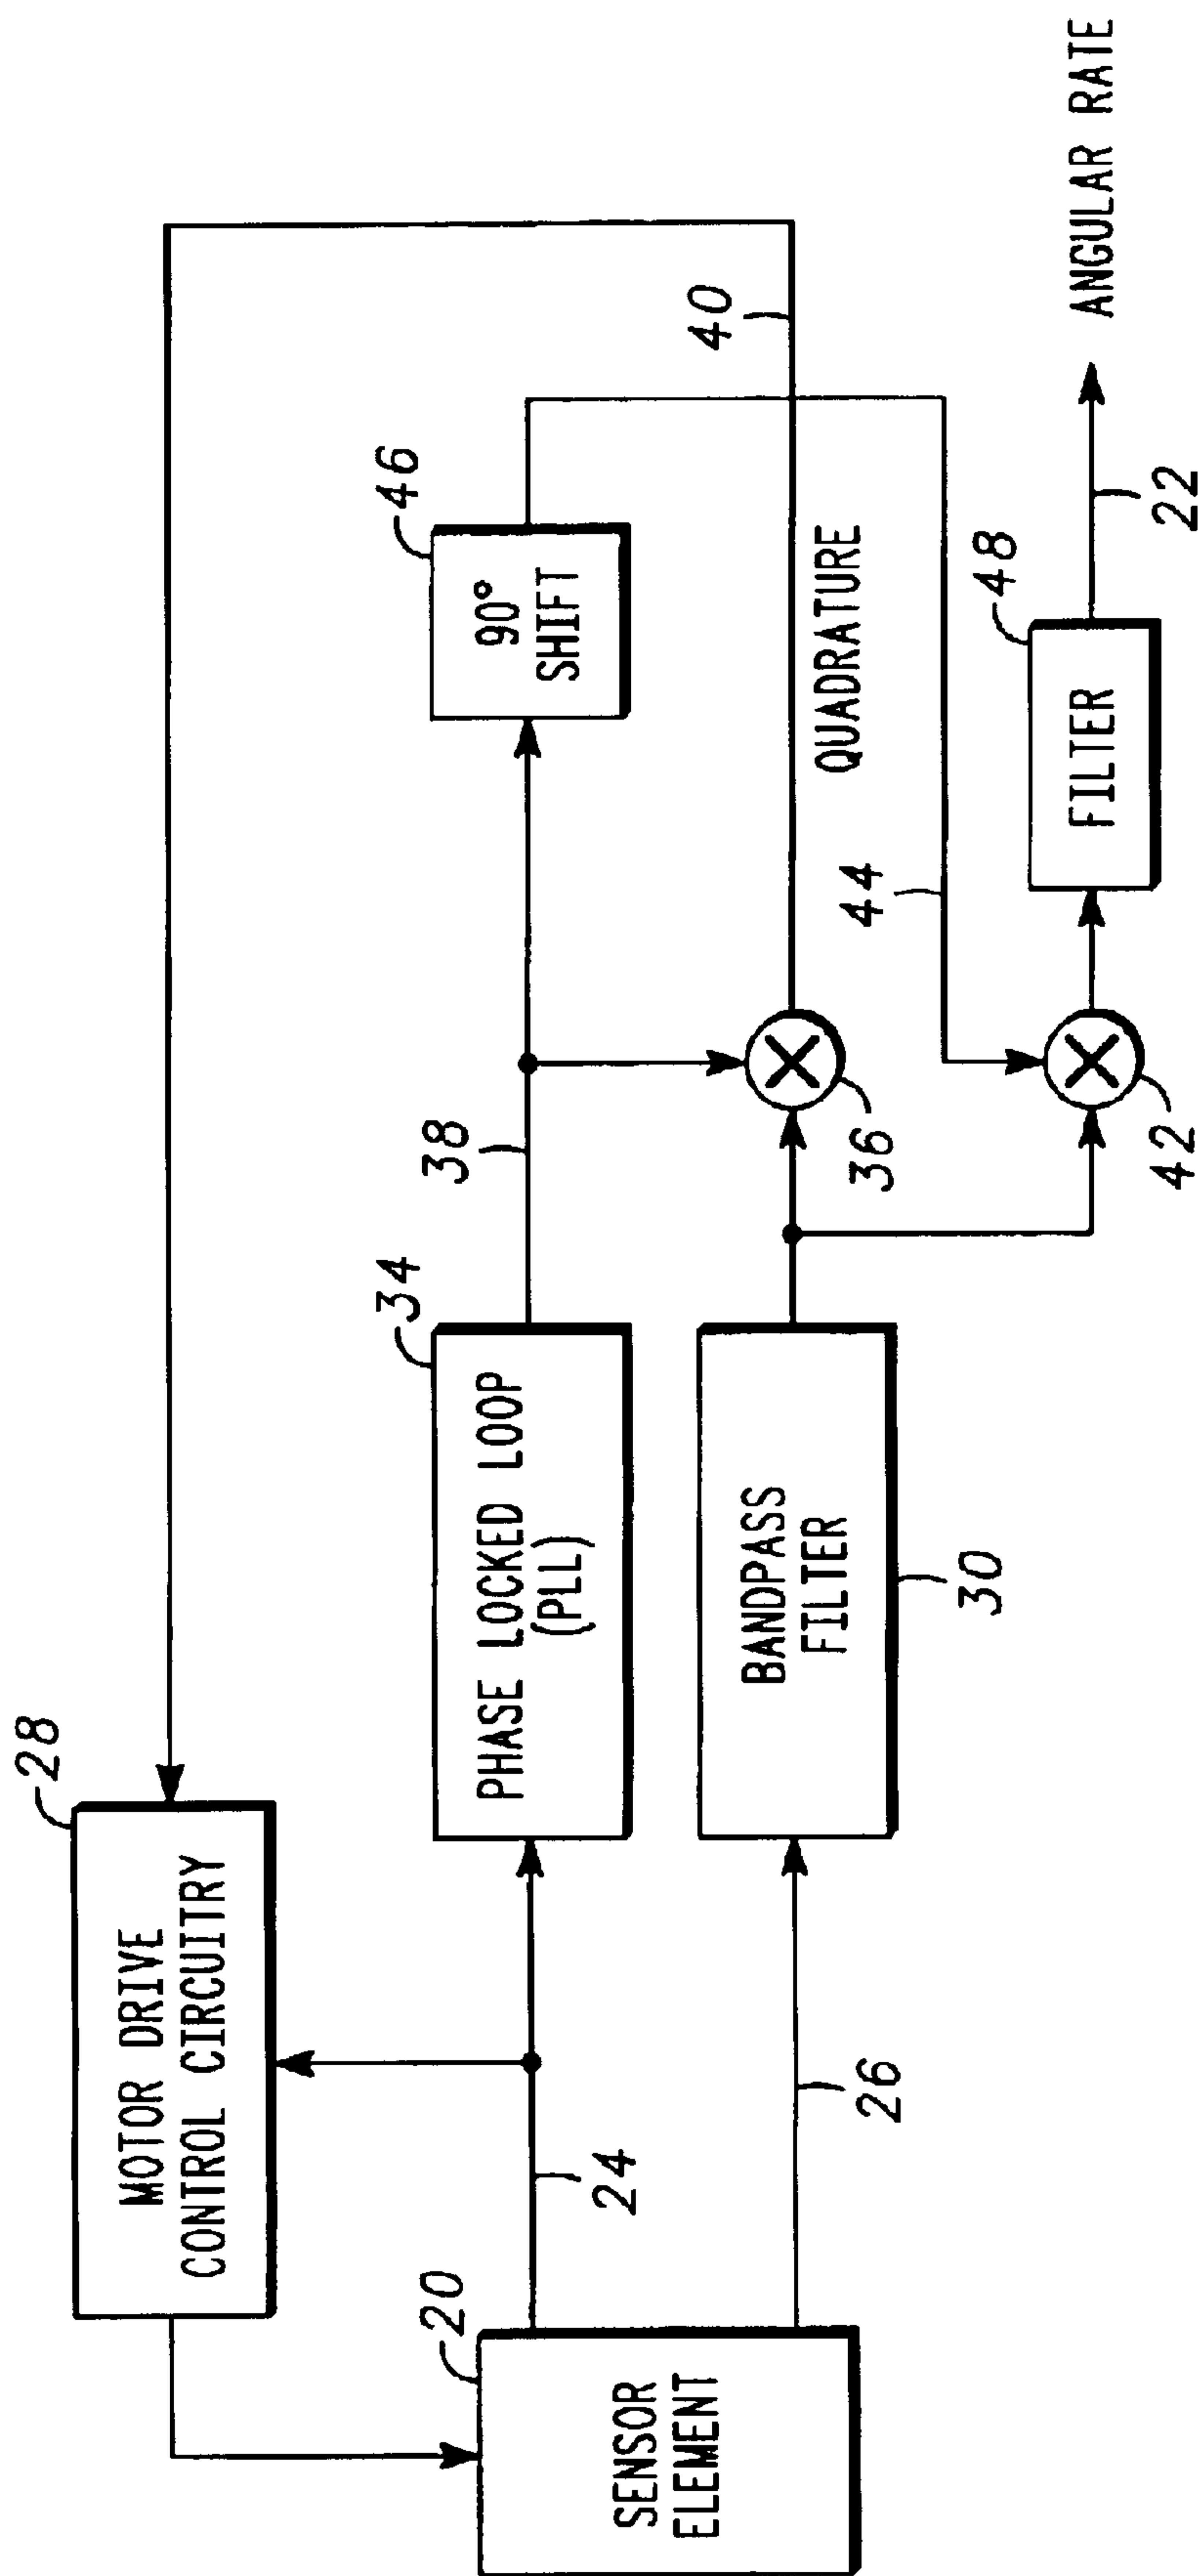 28
MOTOR DRIVE
CONTROL CIRCUITRY
20
SENSOR
ELEMENT
24
26
34
PHASE LOCKED LOOP
(PLL)
38
46
90°
SHIFT
BANDPASS
FILTER
30
36
40
QUADRATURE
44
42
48
FILTER
22
ANGULAR RATE